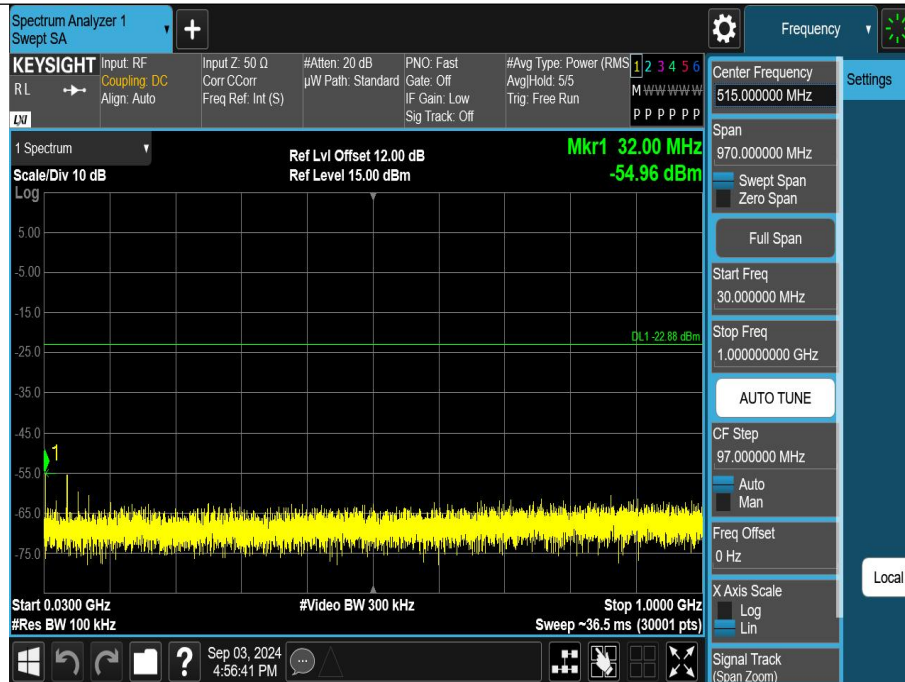 Spectrum Analyzer 1
Swept SA
+
Frequency
KEYSIGHT
RL
LXI
Input: RF
Coupling: DC
Align: Auto
Input Z: 50 Ω
Corr CCorr
Freq Ref: Int (S)
#Atten: 20 dB
µW Path: Standard
PNO: Fast
Gate: Off
IF Gain: Low
Sig Track: Off
#Avg Type: Power (RMS
Avg|Hold: 5/5
Trig: Free Run
1 2 3 4 5 6
M W W W W W
P P P P P P
1 Spectrum
Scale/Div 10 dB
Log
Ref Lvl Offset 12.00 dB
Ref Level 15.00 dBm
Mkr1 32.00 MHz
-54.96 dBm
5.00
-5.00
-15.0
DL1 -22.88 dBm
-25.0
-35.0
-45.0
1
-55.0
-65.0
-75.0
Start 0.0300 GHz
#Res BW 100 kHz
#Video BW 300 kHz
Stop 1.0000 GHz
Sweep ~36.5 ms (30001 pts)
Center Frequency
515.000000 MHz
Settings
Span
970.000000 MHz
Swept Span
Zero Span
Full Span
Start Freq
30.000000 MHz
Stop Freq
1.000000000 GHz
AUTO TUNE
CF Step
97.000000 MHz
Auto
Man
Freq Offset
0 Hz
X Axis Scale
Log
Lin
Local
Signal Track
(Span Zoom)
?
Sep 03, 2024
4:56:41 PM